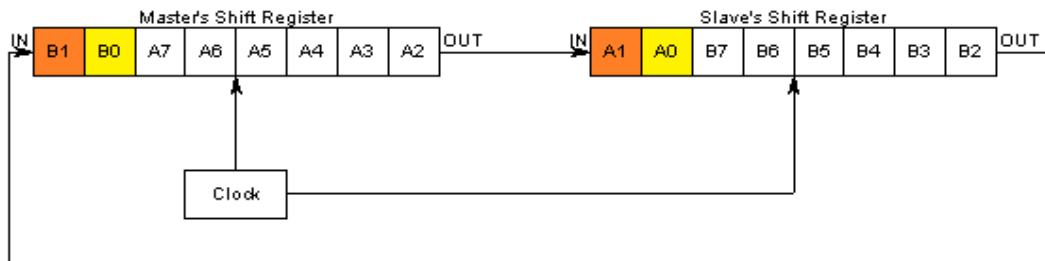 Master's Shift Register Slave's Shift Register
IN B1 B0 A7 A6 A5 A4 A3 A2 OUT IN A1 A0 B7 B6 B5 B4 B3 B2 OUT
Clock